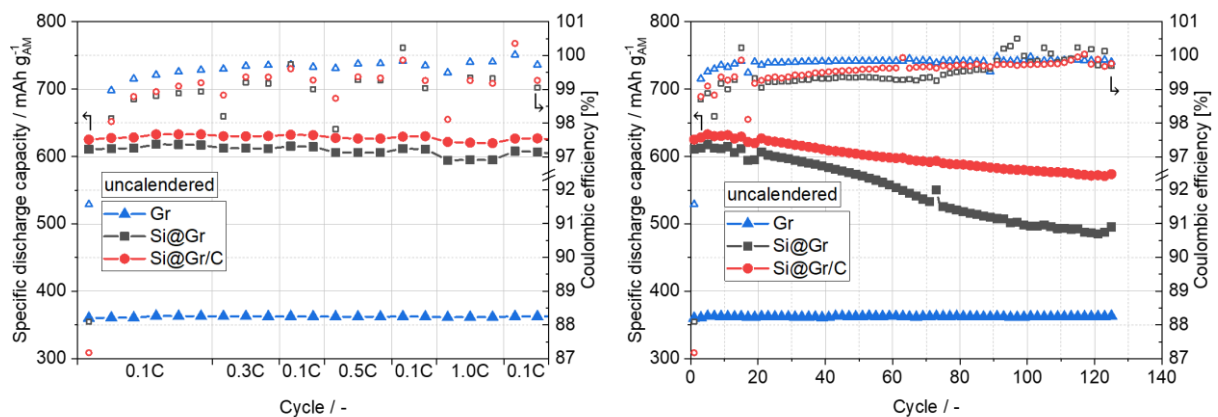 Specific discharge capacity / mAh g⁻¹AM
800
700
600
500
400
300
uncalendered
Gr
Si@Gr
Si@Gr/C
101
100
99
98
97
92
91
90
89
88
87
Coulombic efficiency [%]
0.1C 0.3C 0.1C 0.5C 0.1C 1.0C 0.1C
Cycle / -
Specific discharge capacity / mAh g⁻¹AM
800
700
600
500
400
300
uncalendered
Gr
Si@Gr
Si@Gr/C
101
100
99
98
97
92
91
90
89
88
87
Coulombic efficiency [%]
0 20 40 60 80 100 120 140
Cycle / -